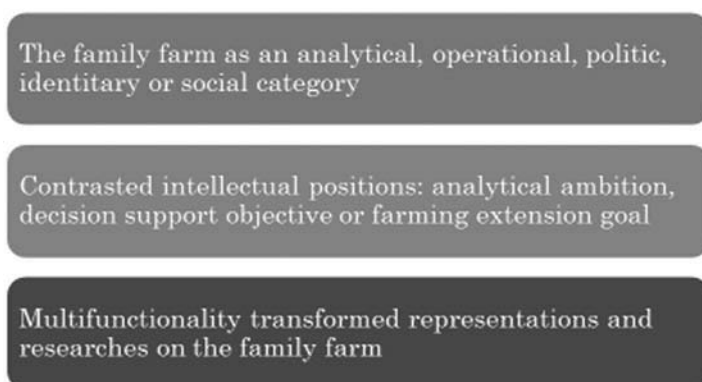 The family farm as an analytical, operational, politic,
identitary or social category
Contrasted intellectual positions: analytical ambition,
decision support objective or farming extension goal
Multifunctionality transformed representations and
researches on the family farm